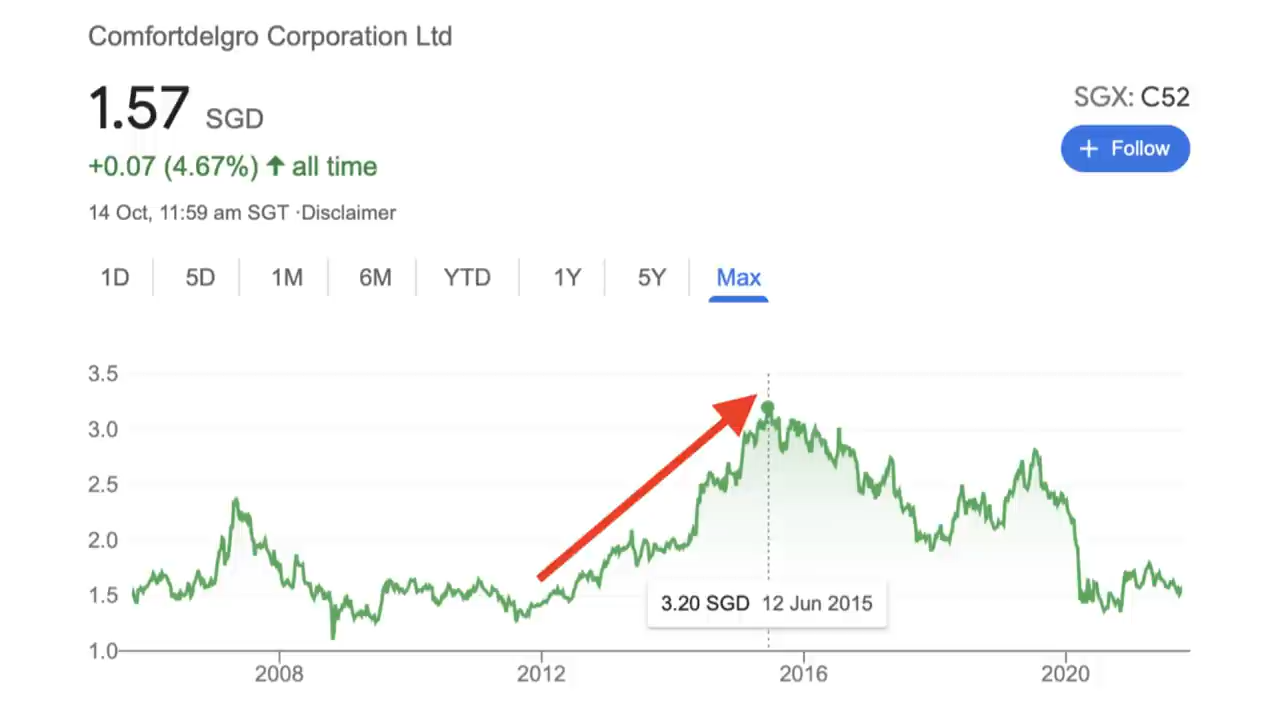 Comfortdelgro Corporation Ltd
1.57 SGD
SGX: C52
+0.07 (4.67%) ↑ all time
+ Follow
14 Oct, 11:59 am SGT ·Disclaimer
1D 5D 1M 6M YTD 1Y 5Y Max
3.5
3.0
2.5
2.0
1.5
1.0
3.20 SGD 12 Jun 2015
2008 2012 2016 2020